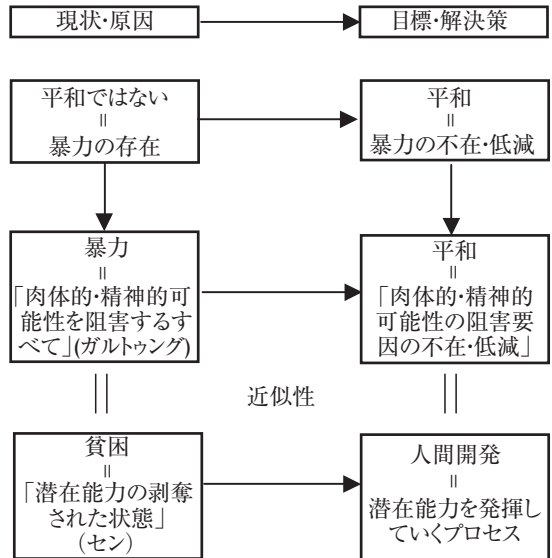 現状・原因
目標・解決策
平和ではない
=
暴力の存在
平和
=
暴力の不在・低減
暴力
=
「肉体的・精神的可
能性を阻害するす
べて」(ガルトゥング)
平和
=
「肉体的・精神的
可能性の阻害要
因の不在・低減」
近似性
貧困
=
「潜在能力の剥奪
された状態」
(セン)
人間開発
=
潜在能力を発揮し
ていくプロセス